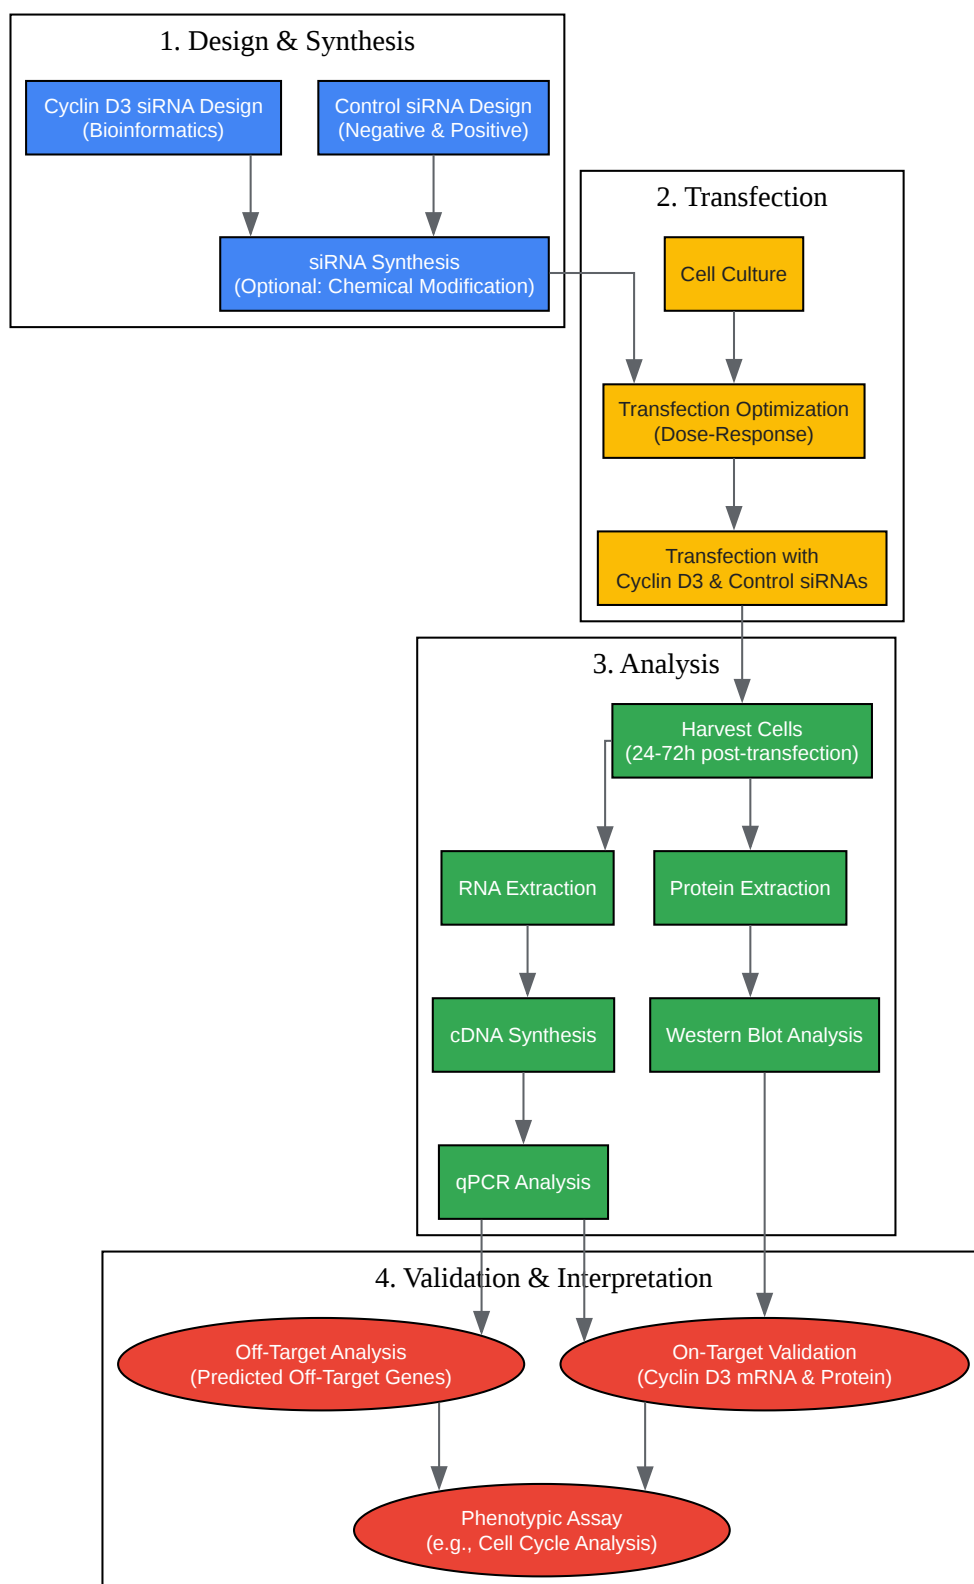 1. Design & Synthesis
Cyclin D3 siRNA Design
(Bioinformatics)
Control siRNA Design
(Negative & Positive)
siRNA Synthesis
(Optional: Chemical Modification)
2. Transfection
Cell Culture
Transfection Optimization
(Dose-Response)
Transfection with
Cyclin D3 & Control siRNAs
3. Analysis
Harvest Cells
(24-72h post-transfection)
RNA Extraction
Protein Extraction
cDNA Synthesis
Western Blot Analysis
qPCR Analysis
4. Validation & Interpretation
Off-Target Analysis
(Predicted Off-Target Genes)
On-Target Validation
(Cyclin D3 mRNA & Protein)
Phenotypic Assay
(e.g., Cell Cycle Analysis)